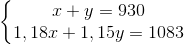 x + y = 930
1,18x + 1,15y = 1083